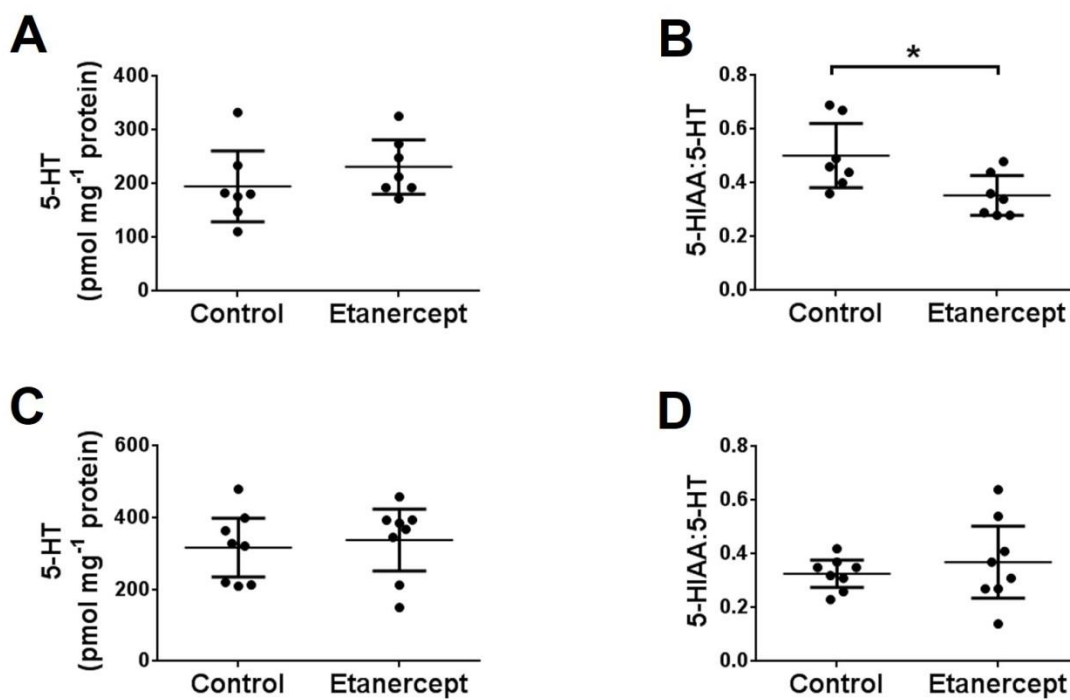 A
5-HT
(pmol mg⁻¹ protein)
400
300
200
100
0
Control
Etanercept
B
*
5-HIAA:5-HT
0.8
0.6
0.4
0.2
0.0
Control
Etanercept
C
5-HT
(pmol mg⁻¹ protein)
600
400
200
0
Control
Etanercept
D
5-HIAA:5-HT
0.8
0.6
0.4
0.2
0.0
Control
Etanercept